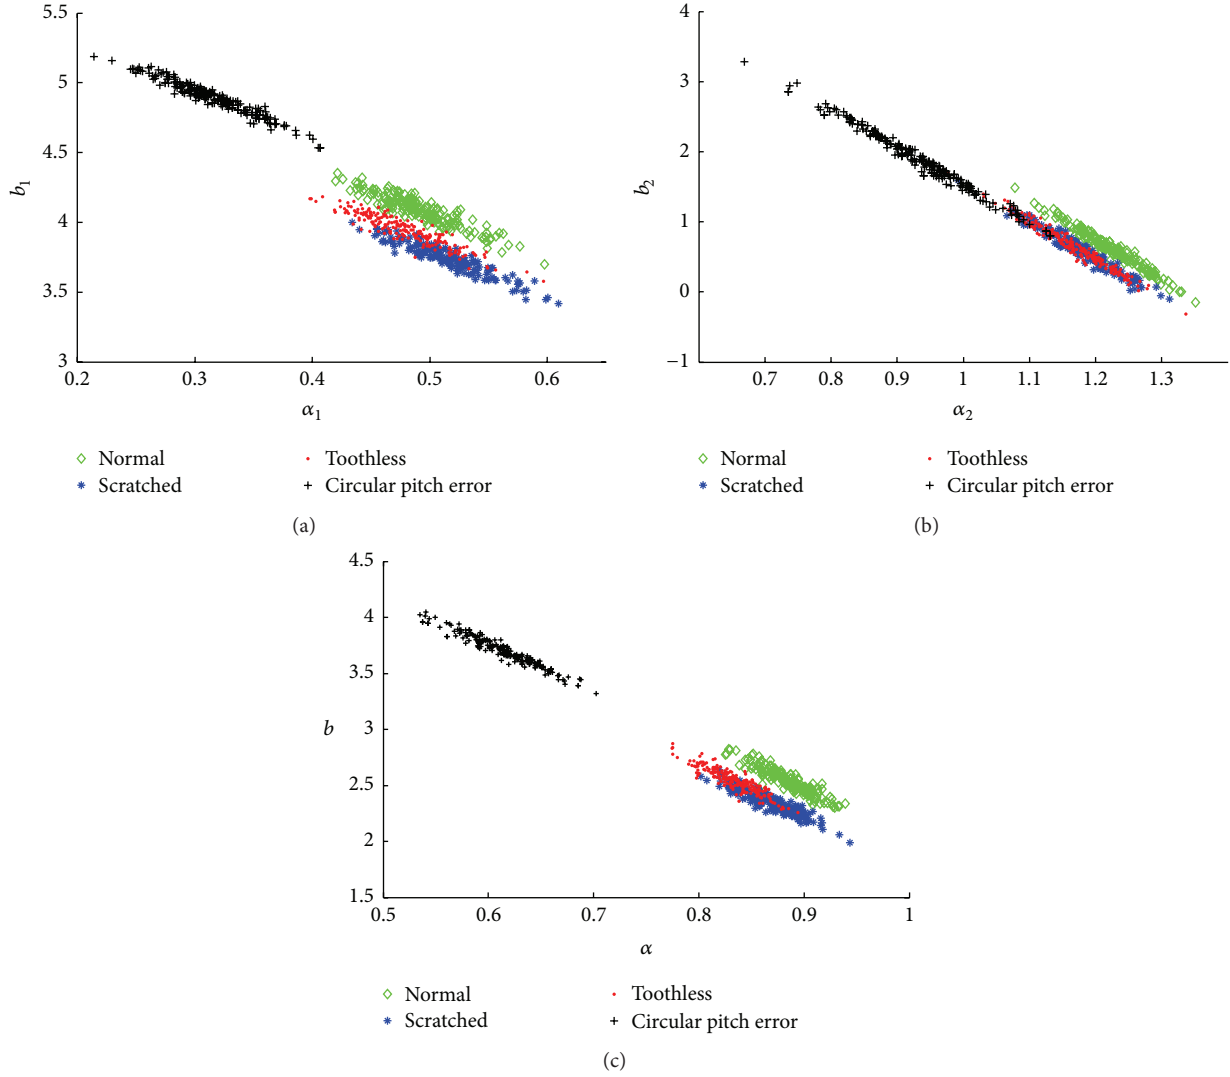 5.5
5
4.5
4
3.5
3
b1
0.2 0.3 0.4 0.5 0.6
α1
Normal Toothless
Scratched Circular pitch error
(a)
4
3
2
1
0
−1
b2
0.7 0.8 0.9 1 1.1 1.2 1.3
α2
Normal Toothless
Scratched Circular pitch error
(b)
4.5
4
3.5
3
2.5
2
1.5
b
0.5 0.6 0.7 0.8 0.9 1
α
Normal Toothless
Scratched Circular pitch error
(c)